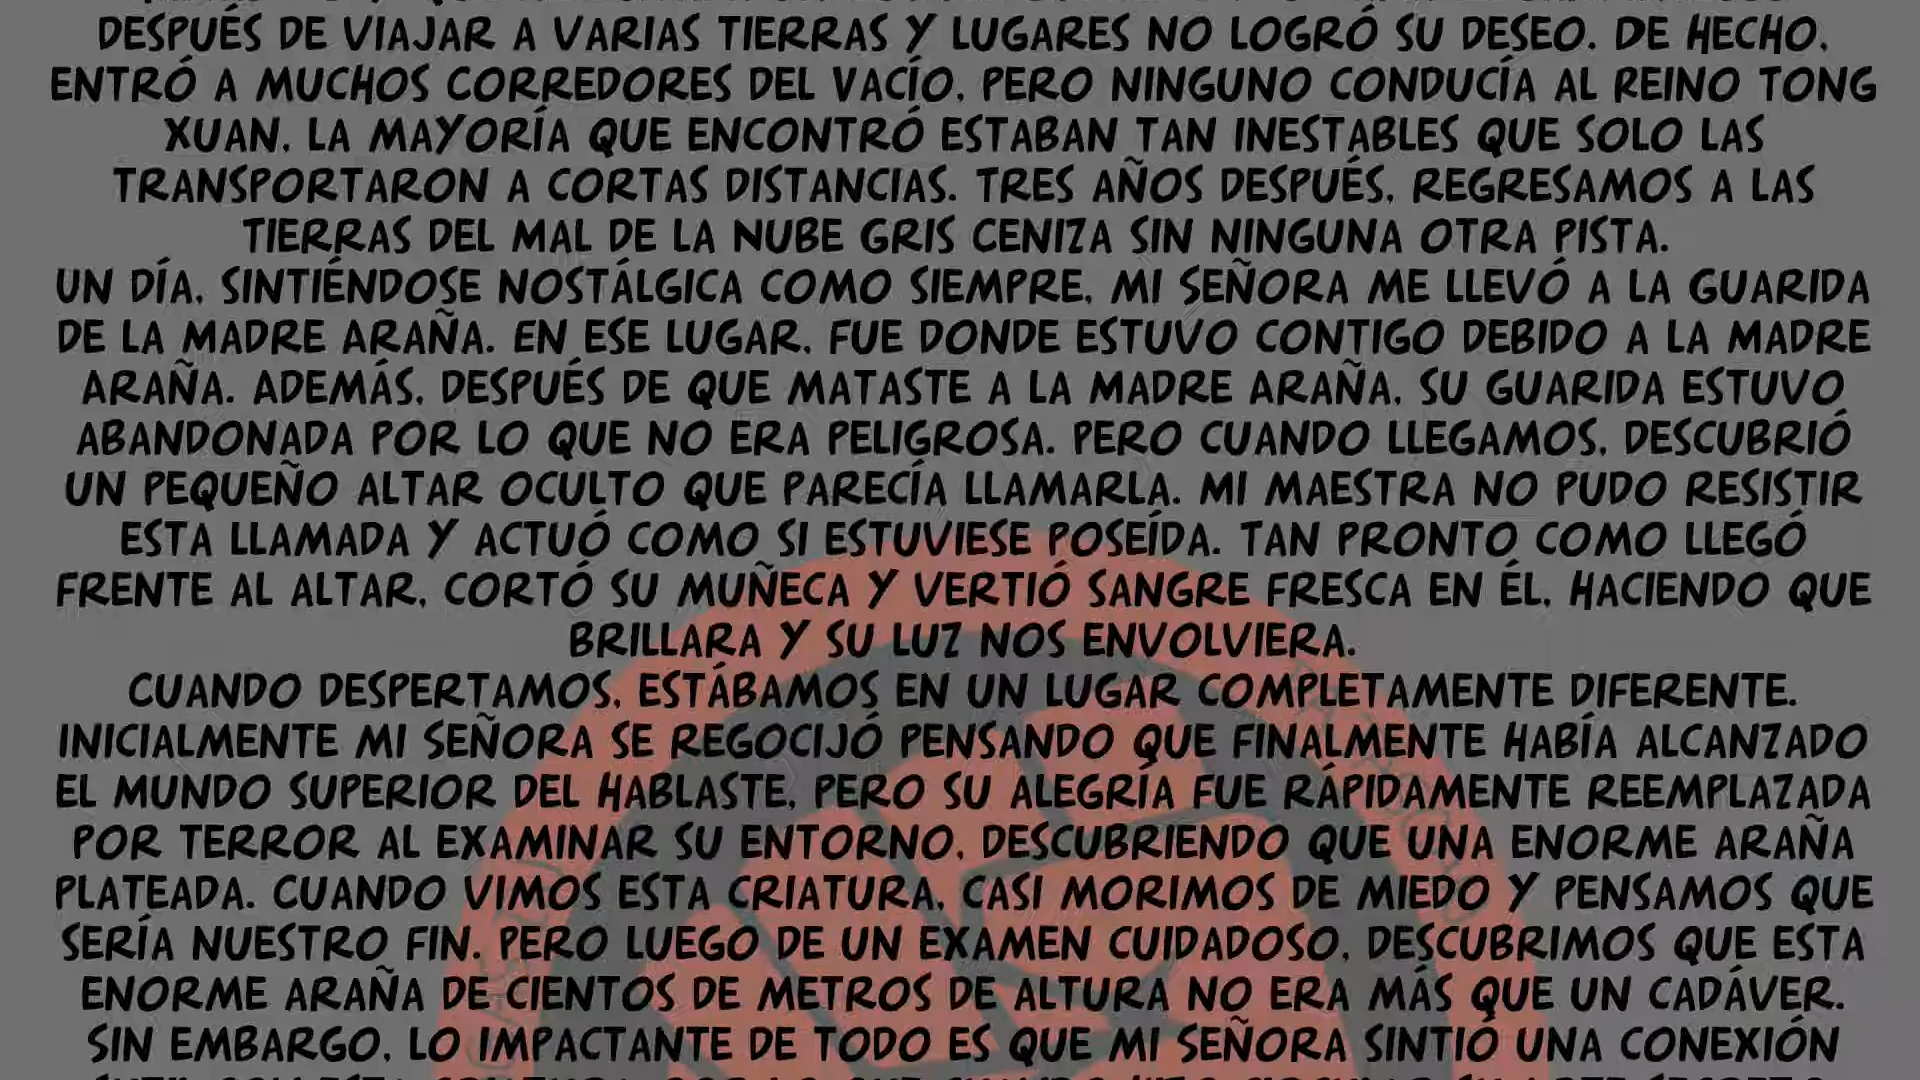 DESPUÉS DE VIAJAR A VARIAS TIERRAS Y LUGARES NO LOGRÓ SU DESEO. DE HECHO,
ENTRÓ A MUCHOS CORREDORES DEL VACÍO, PERO NINGUNO CONDUCÍA AL REINO TONG
XUAN. LA MAYORÍA QUE ENCONTRÓ ESTABAN TAN INESTABLES QUE SOLO LAS
TRANSPORTARON A CORTAS DISTANCIAS. TRES AÑOS DESPUÉS, REGRESAMOS A LAS
TIERRAS DEL MAL DE LA NUBE GRIS CENIZA SIN NINGUNA OTRA PISTA.
UN DÍA, SINTIÉNDOSE NOSTÁLGICA COMO SIEMPRE, MI SEÑORA ME LLEVÓ A LA GUARIDA
DE LA MADRE ARAÑA. EN ESE LUGAR, FUE DONDE ESTUVO CONTIGO DEBIDO A LA MADRE
ARAÑA. ADEMÁS, DESPUÉS DE QUE MATASTE A LA MADRE ARAÑA, SU GUARIDA ESTUVO
ABANDONADA POR LO QUE NO ERA PELIGROSA. PERO CUANDO LLEGAMOS, DESCUBRIÓ
UN PEQUEÑO ALTAR OCULTO QUE PARECÍA LLAMARLA. MI MAESTRA NO PUDO RESISTIR
ESTA LLAMADA Y ACTUÓ COMO SI ESTUVIESE POSEÍDA. TAN PRONTO COMO LLEGÓ
FRENTE AL ALTAR, CORTÓ SU MUÑECA Y VERTIÓ SANGRE FRESCA EN ÉL, HACIENDO QUE
BRILLARA Y SU LUZ NOS ENVOLVIERA.
CUANDO DESPERTAMOS, ESTÁBAMOS EN UN LUGAR COMPLETAMENTE DIFERENTE.
INICIALMENTE MI SEÑORA SE REGOCIJÓ PENSANDO QUE FINALMENTE HABÍA ALCANZADO
EL MUNDO SUPERIOR DEL HABLASTE, PERO SU ALEGRÍA FUE RÁPIDAMENTE REEMPLAZADA
POR TERROR AL EXAMINAR SU ENTORNO, DESCUBRIENDO QUE UNA ENORME ARAÑA
PLATEADA. CUANDO VIMOS ESTA CRIATURA, CASI MORIMOS DE MIEDO Y PENSAMOS QUE
SERÍA NUESTRO FIN. PERO LUEGO DE UN EXAMEN CUIDADOSO, DESCUBRIMOS QUE ESTA
ENORME ARAÑA DE CIENTOS DE METROS DE ALTURA NO ERA MÁS QUE UN CADÁVER.
SIN EMBARGO, LO IMPACTANTE DE TODO ES QUE MI SEÑORA SINTIÓ UNA CONEXIÓN